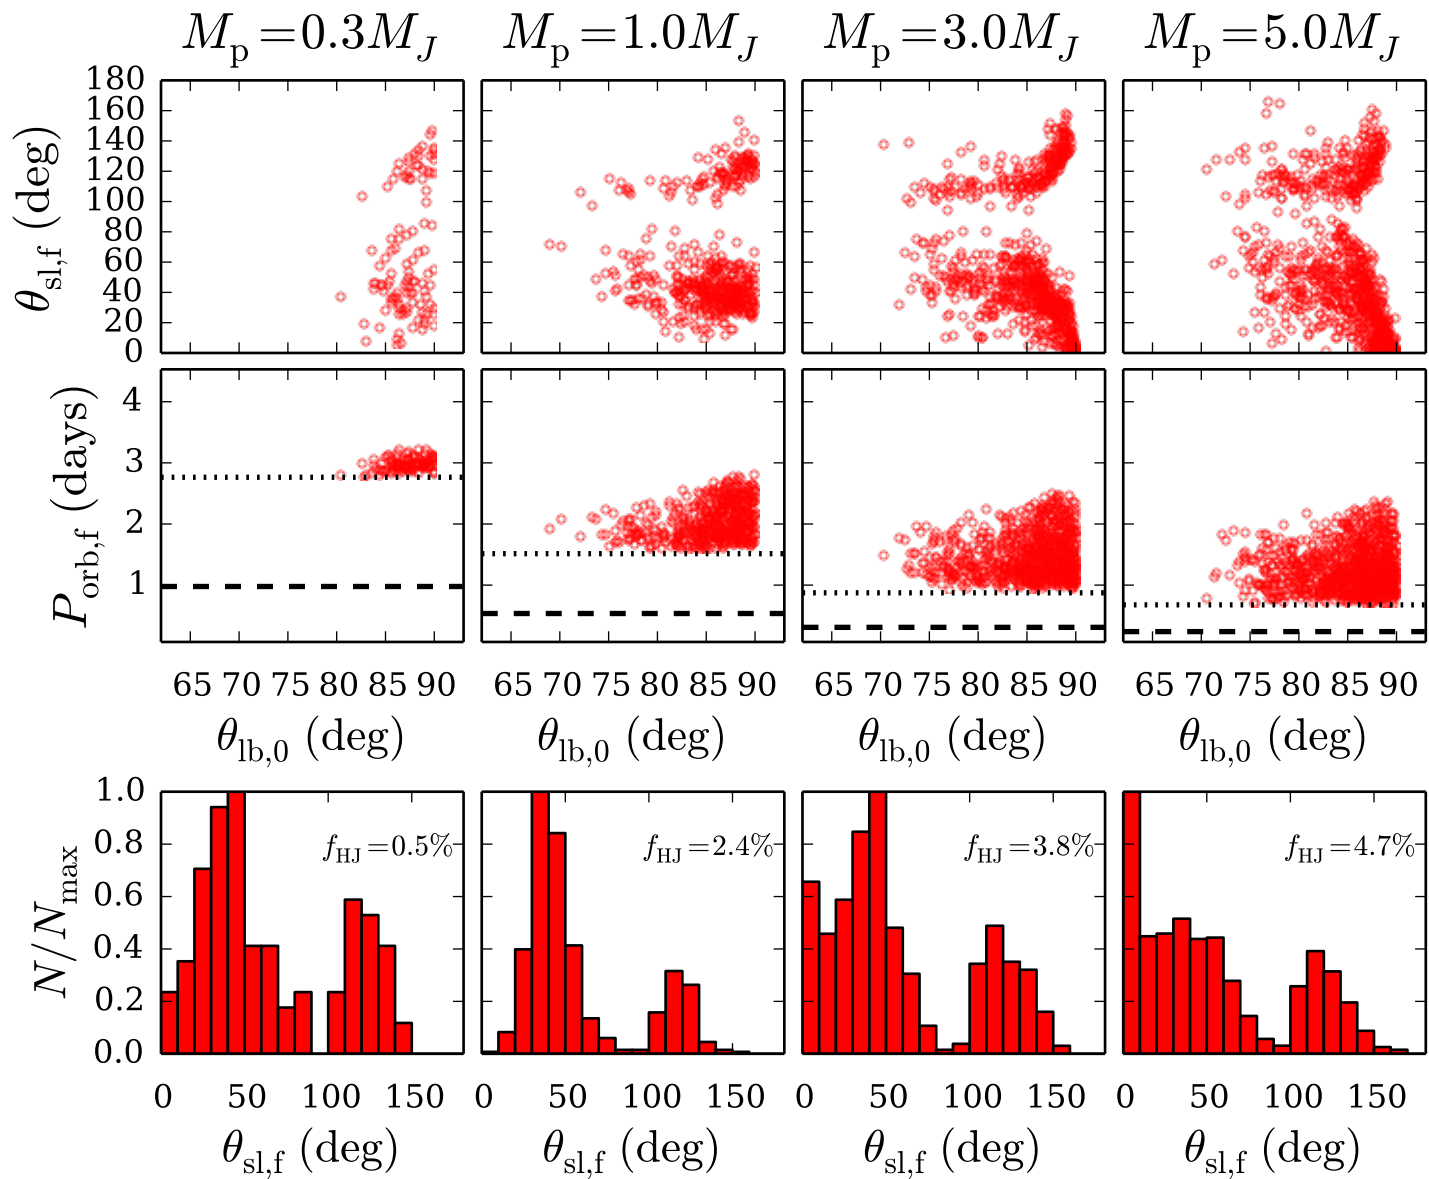 M_p=0.3M_J M_p=1.0M_J M_p=3.0M_J M_p=5.0M_J
θ_sl,f (deg)
180
160
140
120
100
80
60
40
20
0
P_orb,f (days)
4
3
2
1
65 70 75 80 85 90 65 70 75 80 85 90 65 70 75 80 85 90 65 70 75 80 85 90
θ_lb,0 (deg) θ_lb,0 (deg) θ_lb,0 (deg) θ_lb,0 (deg)
N/N_max
1.0
0.8
0.6
0.4
0.2
0.0
f_HJ=0.5% f_HJ=2.4% f_HJ=3.8% f_HJ=4.7%
0 50 100 150 0 50 100 150 0 50 100 150 0 50 100 150
θ_sl,f (deg) θ_sl,f (deg) θ_sl,f (deg) θ_sl,f (deg)